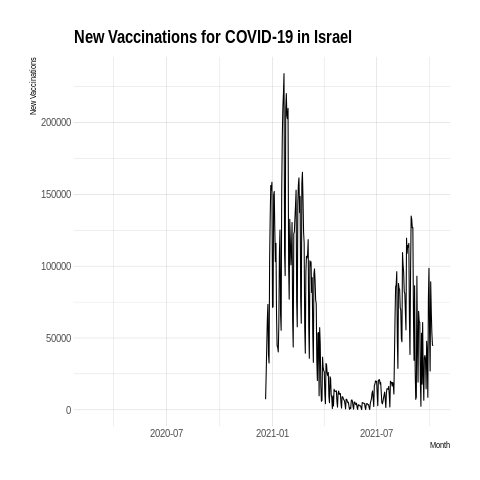 New Vaccinations for COVID-19 in Israel
New Vaccinations
200000
150000
100000
50000
0
2020-07
2021-01
2021-07
Month